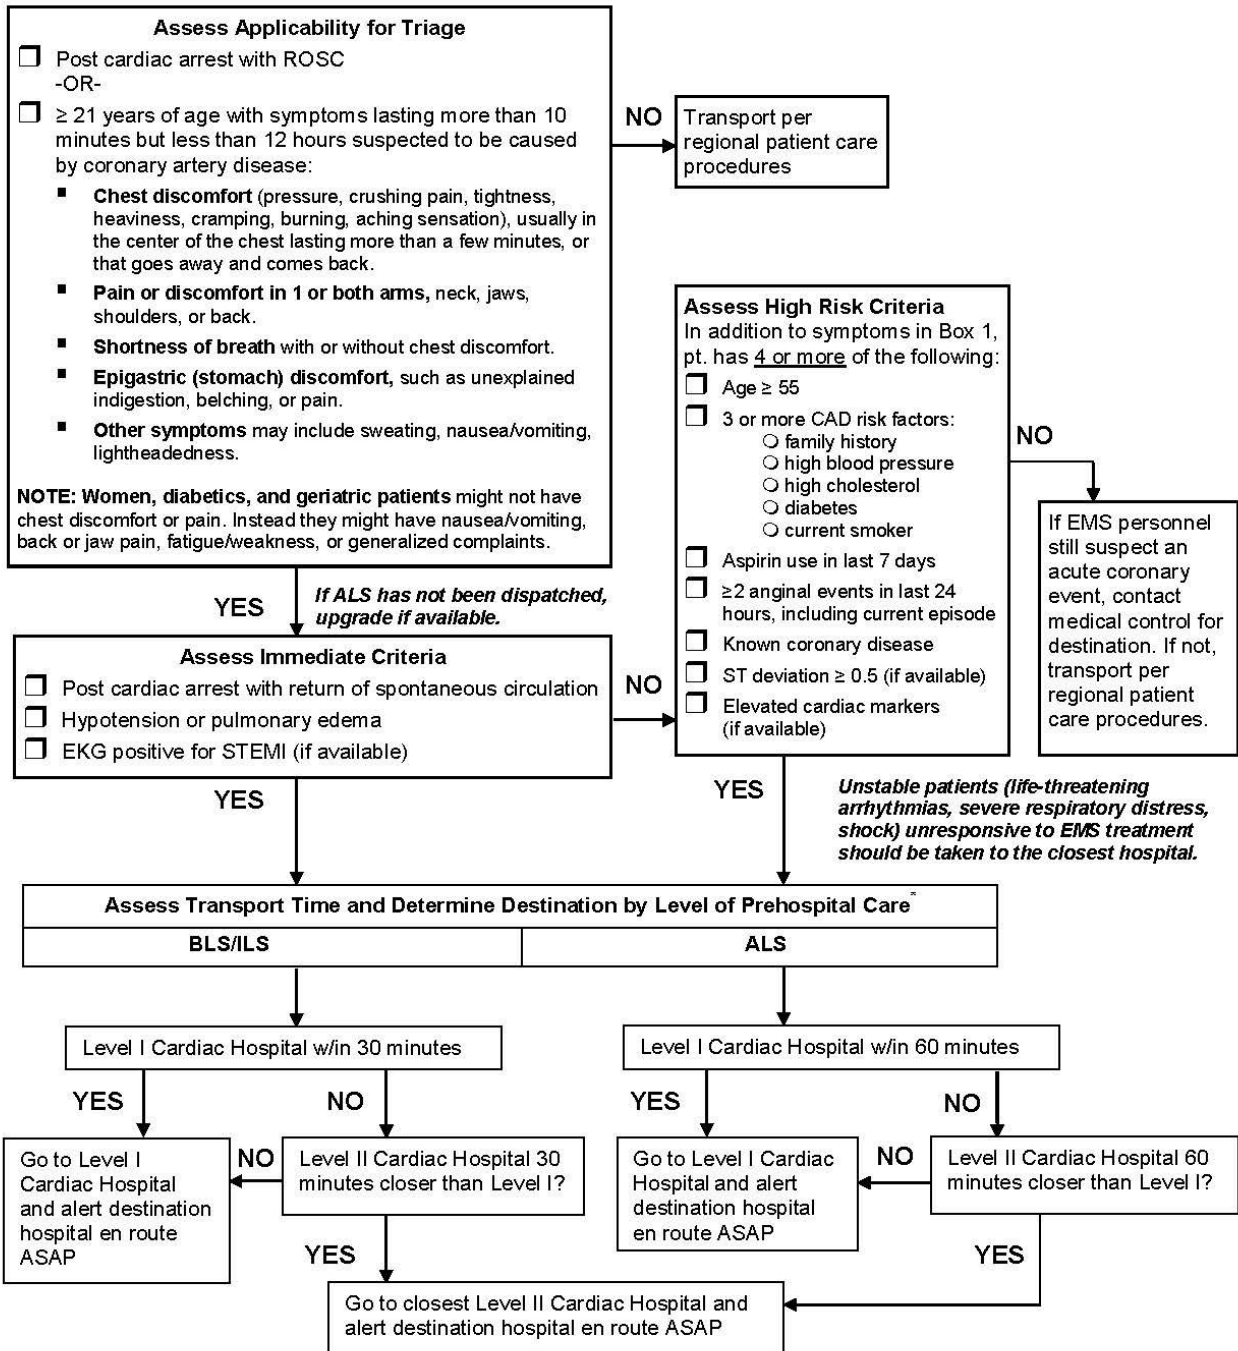 Assess Applicability for Triage
❒ Post cardiac arrest with ROSC
-OR-
❒ ≥ 21 years of age with symptoms lasting more than 10
minutes but less than 12 hours suspected to be caused
by coronary artery disease:
▪ Chest discomfort (pressure, crushing pain, tightness,
heaviness, cramping, burning, aching sensation), usually in
the center of the chest lasting more than a few minutes, or
that goes away and comes back.
▪ Pain or discomfort in 1 or both arms, neck, jaws,
shoulders, or back.
▪ Shortness of breath with or without chest discomfort.
▪ Epigastric (stomach) discomfort, such as unexplained
indigestion, belching, or pain.
▪ Other symptoms may include sweating, nausea/vomiting,
lightheadedness.
NOTE: Women, diabetics, and geriatric patients might not have
chest discomfort or pain. Instead they might have nausea/vomiting,
back or jaw pain, fatigue/weakness, or generalized complaints.
NO
Transport per
regional patient care
procedures
YES
If ALS has not been dispatched,
upgrade if available.
Assess Immediate Criteria
❒ Post cardiac arrest with return of spontaneous circulation
❒ Hypotension or pulmonary edema
❒ EKG positive for STEMI (if available)
NO
Assess High Risk Criteria
In addition to symptoms in Box 1,
pt. has 4 or more of the following:
❒ Age ≥ 55
❒ 3 or more CAD risk factors:
❍ family history
❍ high blood pressure
❍ high cholesterol
❍ diabetes
❍ current smoker
❒ Aspirin use in last 7 days
❒ ≥2 anginal events in last 24
hours, including current episode
❒ Known coronary disease
❒ ST deviation ≥ 0.5 (if available)
❒ Elevated cardiac markers
(if available)
NO
If EMS personnel
still suspect an
acute coronary
event, contact
medical control for
destination. If not,
transport per
regional patient
care procedures.
YES
YES
Unstable patients (life-threatening
arrhythmias, severe respiratory distress,
shock) unresponsive to EMS treatment
should be taken to the closest hospital.
Assess Transport Time and Determine Destination by Level of Prehospital Care*
BLS/ILS
ALS
Level I Cardiac Hospital w/in 30 minutes
YES
NO
Go to Level I
Cardiac Hospital
and alert destination
hospital en route
ASAP
NO
Level II Cardiac Hospital 30
minutes closer than Level I?
YES
Level I Cardiac Hospital w/in 60 minutes
YES
NO
Go to Level I Cardiac
Hospital and alert
destination hospital
en route ASAP
NO
Level II Cardiac Hospital 60
minutes closer than Level I?
YES
Go to closest Level II Cardiac Hospital and
alert destination hospital en route ASAP